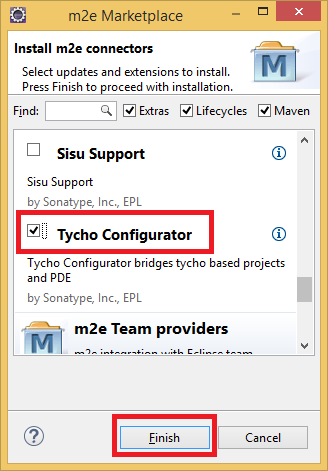 m2e Marketplace
Install m2e connectors
Select updates and extensions to install.
Press Finish to proceed with installation.
Find:
Extras
Lifecycles
Maven
Sisu Support
Sisu Support
by Sonatype, Inc., EPL
Tycho Configurator
Tycho Configurator bridges tycho based projects
and PDE
by Sonatype, Inc., EPL
m2e Team providers
m2e integration with Eclipse team
Finish
Cancel